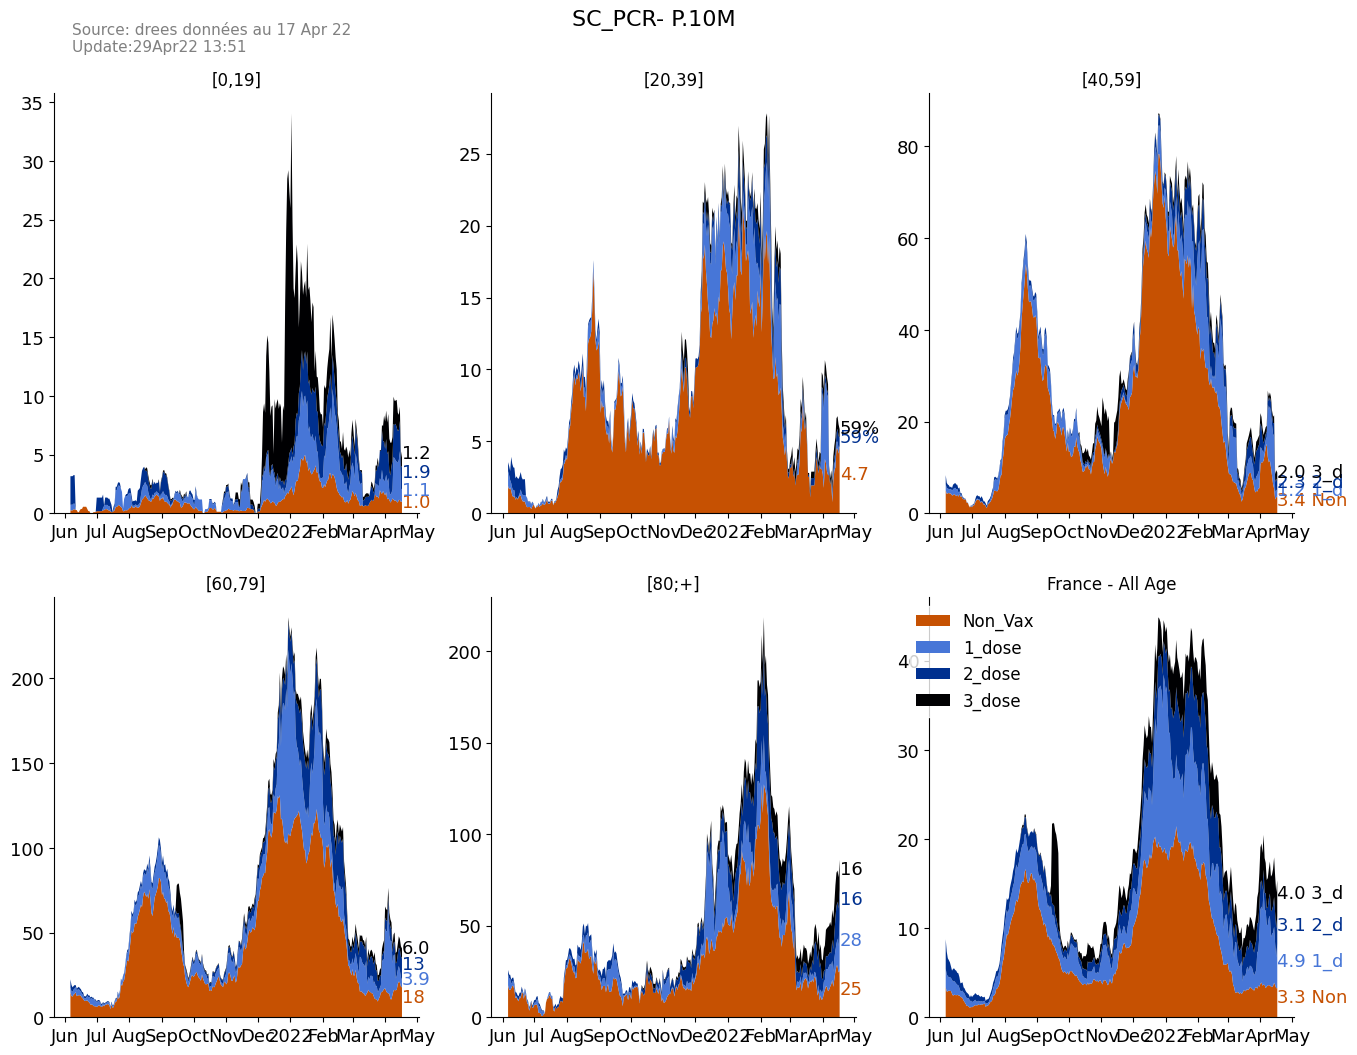 SC_PCR- P.10M
Source: drees données au 17 Apr 22
Update:29Apr22 13:51
[0,19]
35
30
25
20
15
10
5
0
1.2
1.9
1.1
1.0
Jun Jul Aug Sep Oct Nov Dec 2022 Feb Mar Apr May
[20,39]
25
20
15
10
5
0
59%
59%
4.7
Jun Jul Aug Sep Oct Nov Dec 2022 Feb Mar Apr May
[40,59]
80
60
40
20
0
2.0 3_d
2.3 2_d
1_d
3.4 Non
Jun Jul Aug Sep Oct Nov Dec 2022 Feb Mar Apr May
[60,79]
200
150
100
50
0
6.0
13
3.9
18
Jun Jul Aug Sep Oct Nov Dec 2022 Feb Mar Apr May
[80;+]
200
150
100
50
0
16
16
28
25
Jun Jul Aug Sep Oct Nov Dec 2022 Feb Mar Apr May
France - All Age
Non_Vax
1_dose
2_dose
3_dose
40
30
20
10
0
4.0 3_d
3.1 2_d
4.9 1_d
3.3 Non
Jun Jul Aug Sep Oct Nov Dec 2022 Feb Mar Apr May